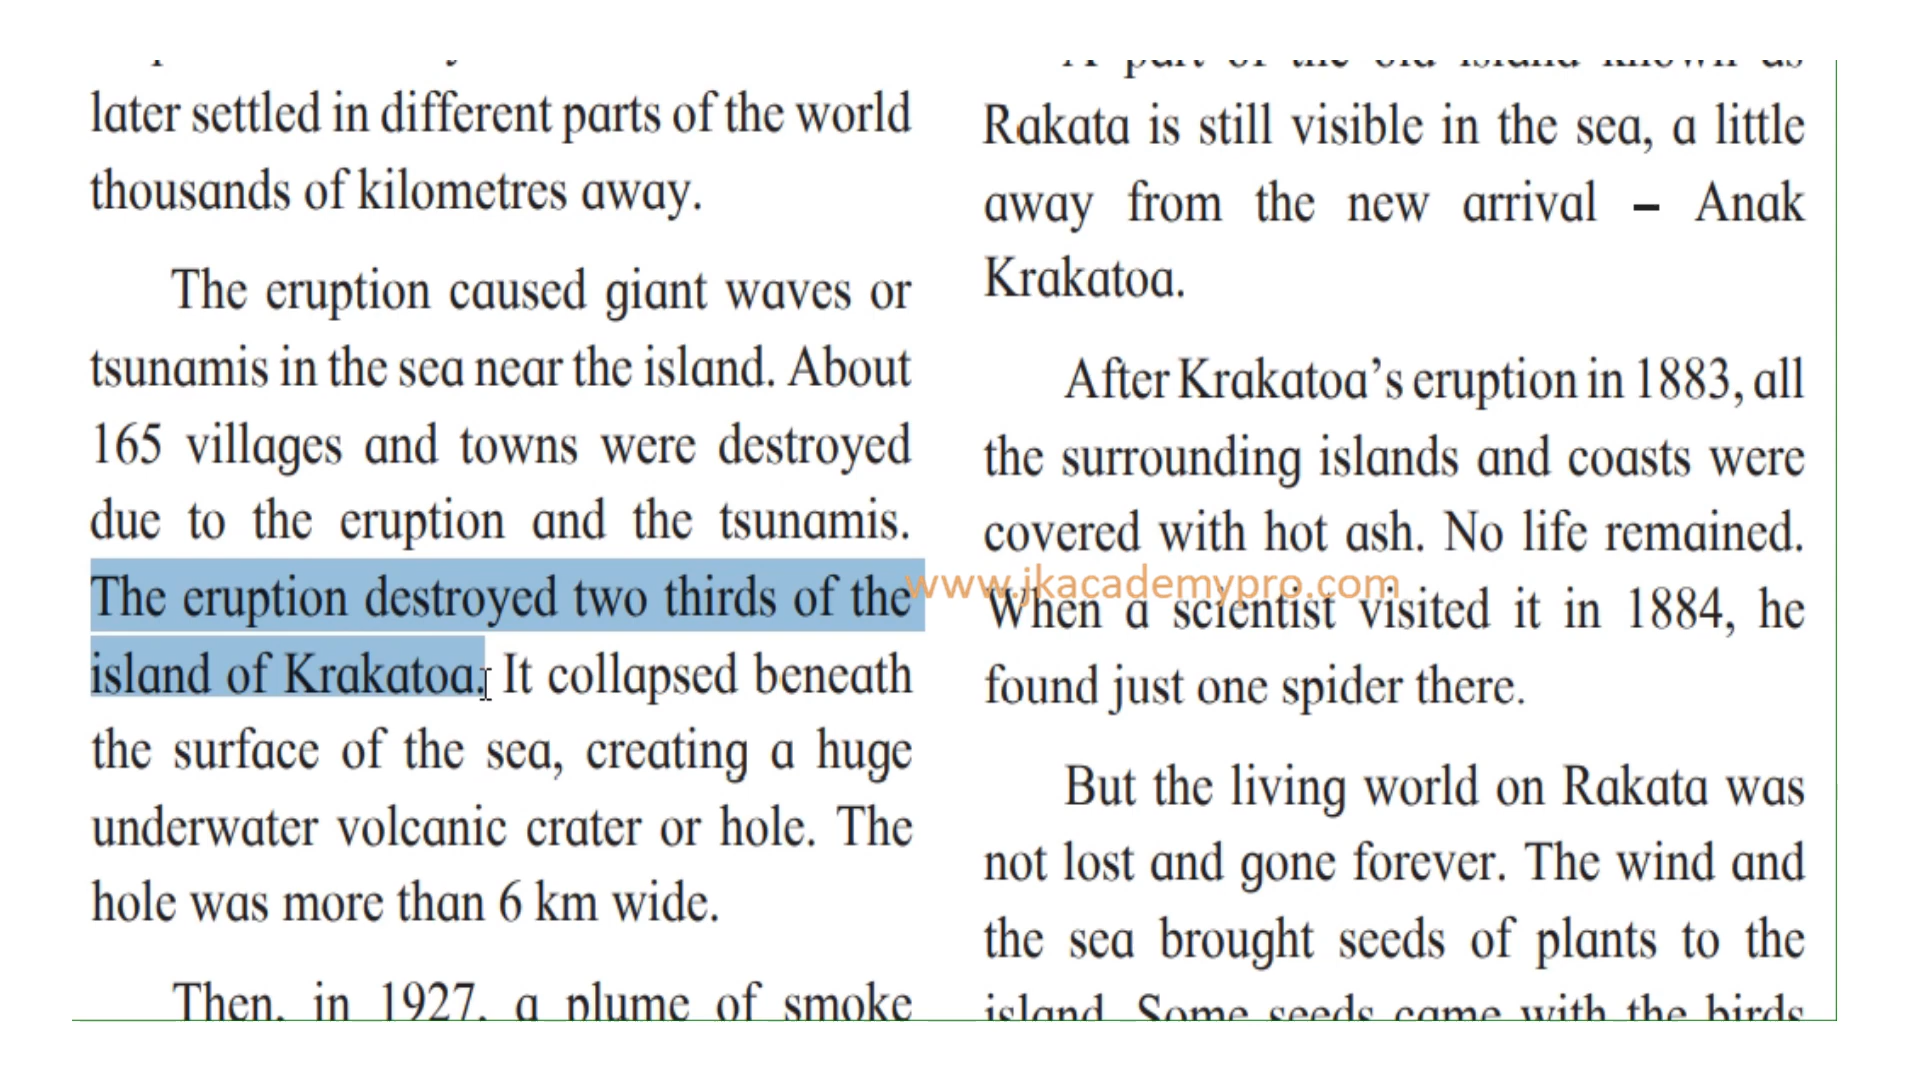 later settled in different parts of the world
thousands of kilometres away.
The eruption caused giant waves or
tsunamis in the sea near the island. About
165 villages and towns were destroyed
due to the eruption and the tsunamis.
The eruption destroyed two thirds of the
island of Krakatoa. It collapsed beneath
the surface of the sea, creating a huge
underwater volcanic crater or hole. The
hole was more than 6 km wide.
Then, in 1927, a plume of smoke
A part of the old island known as
Rakata is still visible in the sea, a little
away from the new arrival – Anak
Krakatoa.
After Krakatoa’s eruption in 1883, all
the surrounding islands and coasts were
covered with hot ash. No life remained.
www.jkacademypro.com
When a scientist visited it in 1884, he
found just one spider there.
But the living world on Rakata was
not lost and gone forever. The wind and
the sea brought seeds of plants to the
island. Some seeds came with the birds